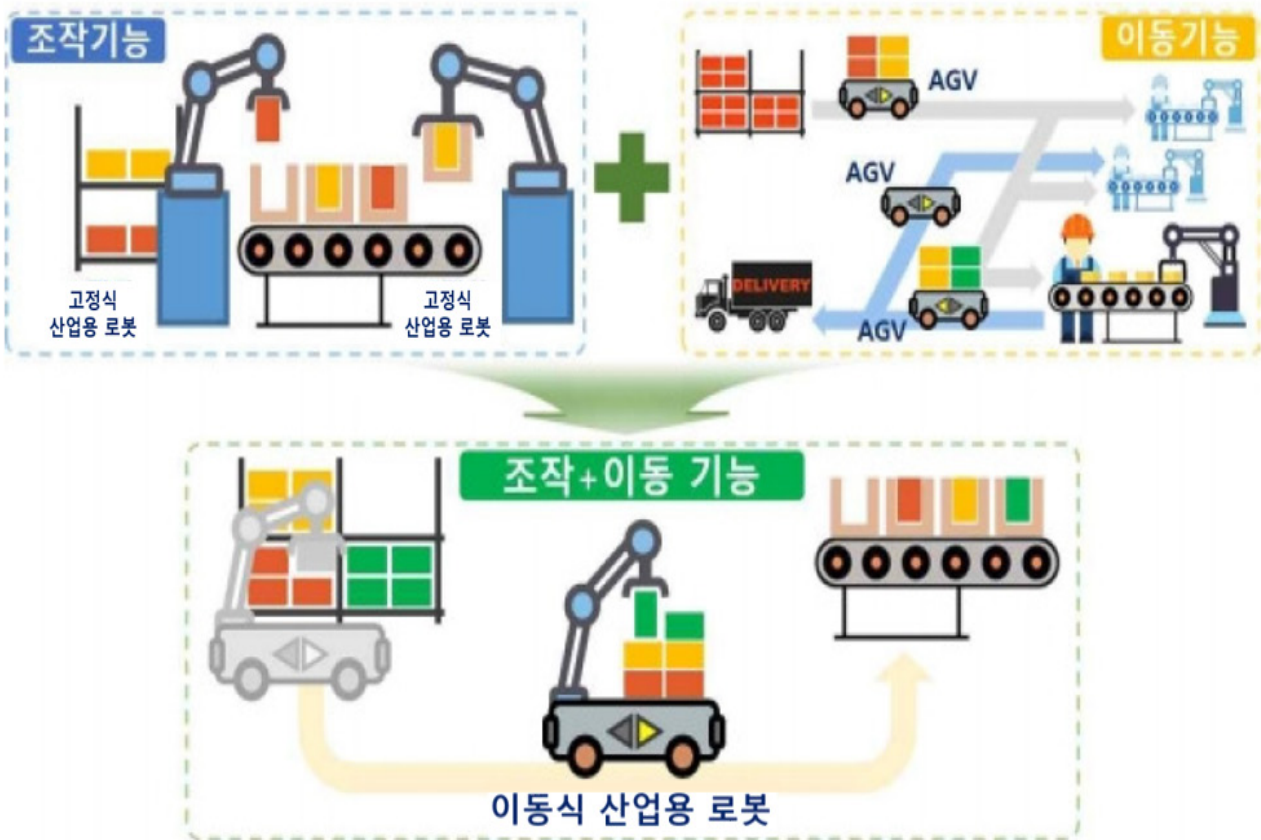 조작기능
고정식
산업용 로봇
고정식
산업용 로봇
이동기능
AGV
AGV
DELIVERY
AGV
조작+이동 기능
이동식 산업용 로봇